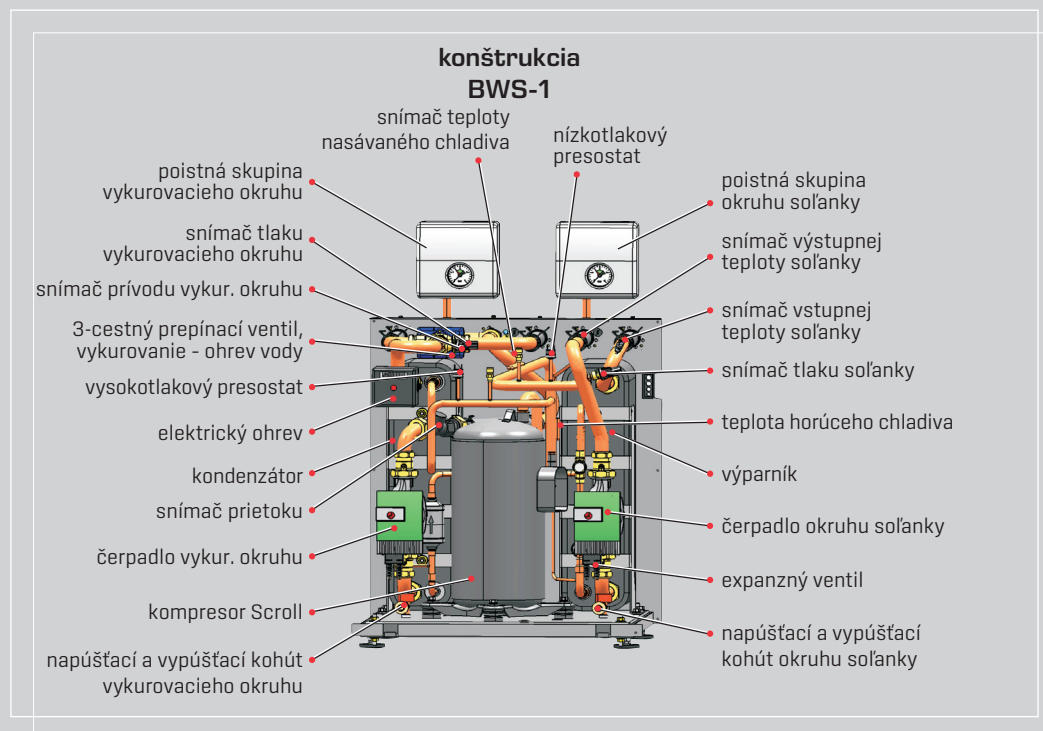 konštrukcia
BWS-1
snímač teploty
nasávaného chladiva
nízkotlakový
presostat
poistná skupina
vykurovacieho okruhu
snímač tlaku
vykurovacieho okruhu
snímač prívodu vykur. okruhu
3-cestný prepínací ventil,
vykurovanie - ohrev vody
vysokotlakový presostat
elektrický ohrev
kondenzátor
snímač prietoku
čerpadlo vykur. okruhu
kompresor Scroll
napúšťací a vypúšťací kohút
vykurovacieho okruhu
poistná skupina
okruhu soľanky
snímač výstupnej
teploty soľanky
snímač vstupnej
teploty soľanky
snímač tlaku soľanky
teplota horúceho chladiva
výparník
čerpadlo okruhu soľanky
expanzný ventil
napúšťací a vypúšťací
kohút okruhu soľanky